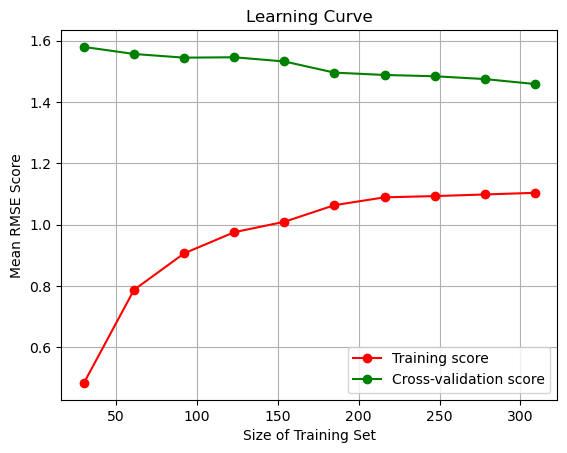 Learning Curve
Mean RMSE Score
1.6
1.4
1.2
1.0
0.8
0.6
50
100
150
200
250
300
Size of Training Set
Training score
Cross-validation score